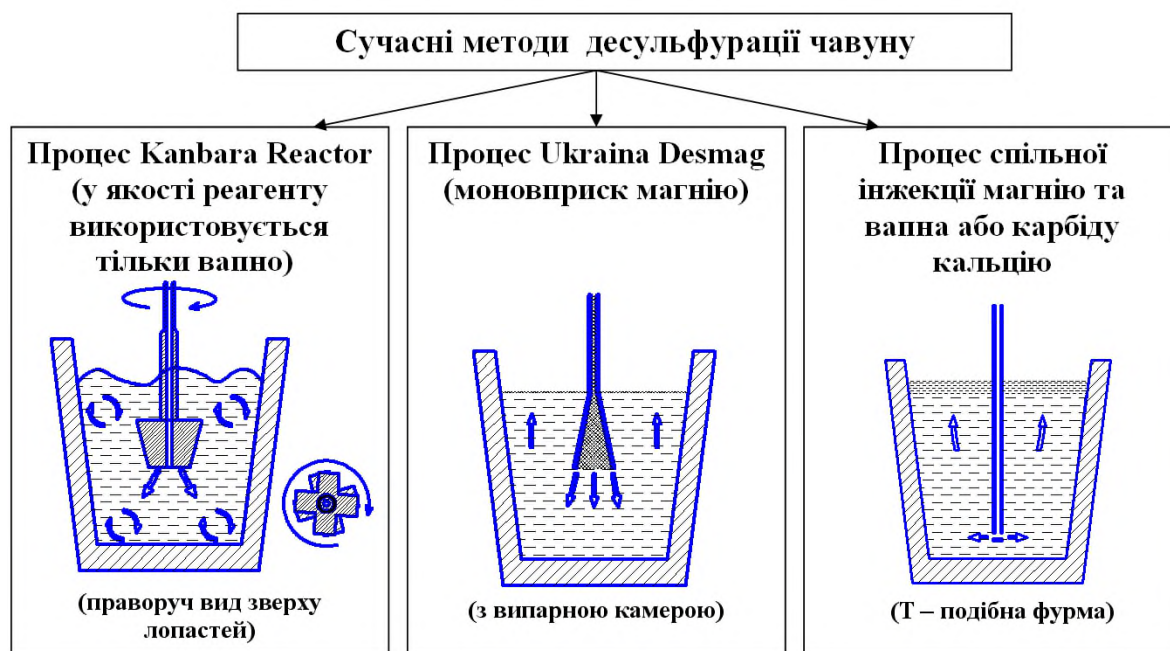 Сучасні методи десульфурації чавуну
Процес Kanbara Reactor
(у якості реагенту
використовується
тільки вапно)
(праворуч вид зверху
лопастей)
Процес Ukraina Desmag
(моновприск магнію)
(з випарною камерою)
Процес спільної
інжекції магнію та
вапна або карбіду
кальцію
(Т – подібна фурма)